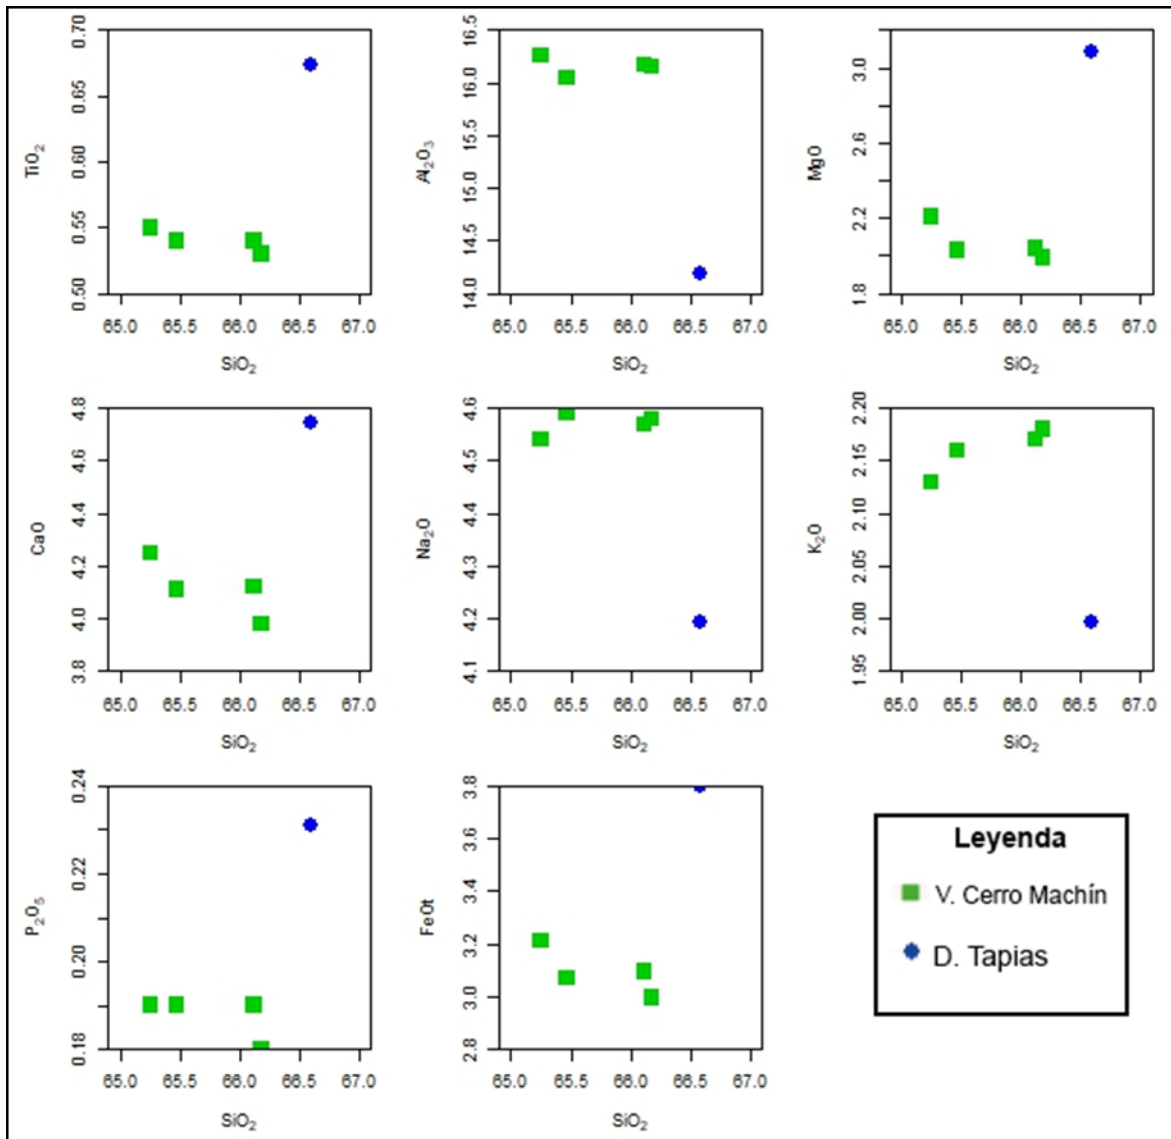 TiO₂
0.50 0.55 0.60 0.65 0.70
65.0 65.5 66.0 66.5 67.0
SiO₂
Al₂O₃
14.0 14.5 15.0 15.5 16.0 16.5
65.0 65.5 66.0 66.5 67.0
SiO₂
MgO
1.8 2.2 2.6 3.0
65.0 65.5 66.0 66.5 67.0
SiO₂
CaO
3.8 4.0 4.2 4.4 4.6 4.8
65.0 65.5 66.0 66.5 67.0
SiO₂
Na₂O
4.1 4.2 4.3 4.4 4.5 4.6
65.0 65.5 66.0 66.5 67.0
SiO₂
K₂O
1.95 2.00 2.05 2.10 2.15 2.20
65.0 65.5 66.0 66.5 67.0
SiO₂
P₂O₅
0.18 0.20 0.22 0.24
65.0 65.5 66.0 66.5 67.0
SiO₂
FeOt
2.8 3.0 3.2 3.4 3.6 3.8
65.0 65.5 66.0 66.5 67.0
SiO₂
Leyenda
V. Cerro Machín
D. Tapias